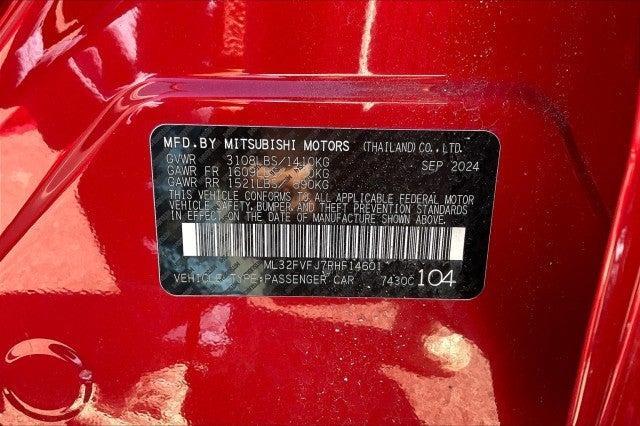 MFD.BY MITSUBISHI MOTORS (THAILAND) CO.,LTD.
GVWR 3108LBS/1410KG SEP 2024
GAWR FR
GAWR RR 1521LBS/690KG
THIS VEHICLE CONFORMS TO ALL APPLICABLE FEDERAL MOTOR
VEHICLE SAFETY, BUMPER AND THEFT PREVENTION STANDARDS
IN EFFECT ON THE DATE OF MANUFACTURE SHOWN ABOVE.
ML32FVFJ7RHF14601
VEHICLE TYPE:PASSENGER CAR 7430C 104